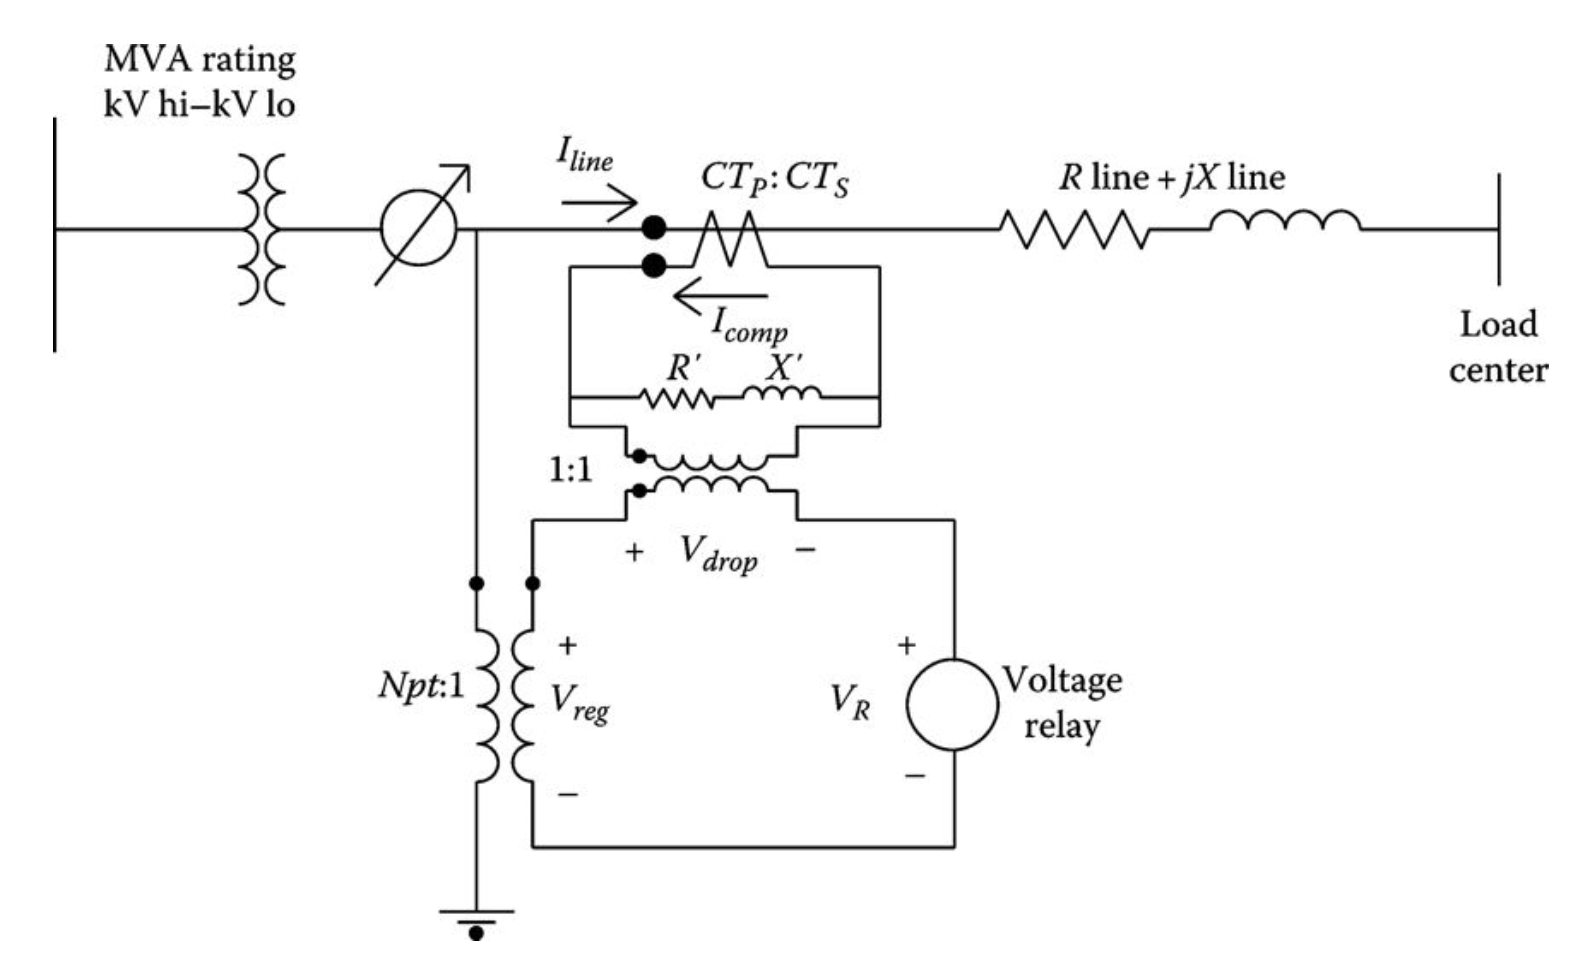 MVA rating
kV hi–kV lo
I_line
CT_P : CT_S
R line + jX line
Load
center
I_comp
R′ X′
1:1
+ V_drop −
Npt:1
+
V_reg
−
+
V_R
−
Voltage
relay